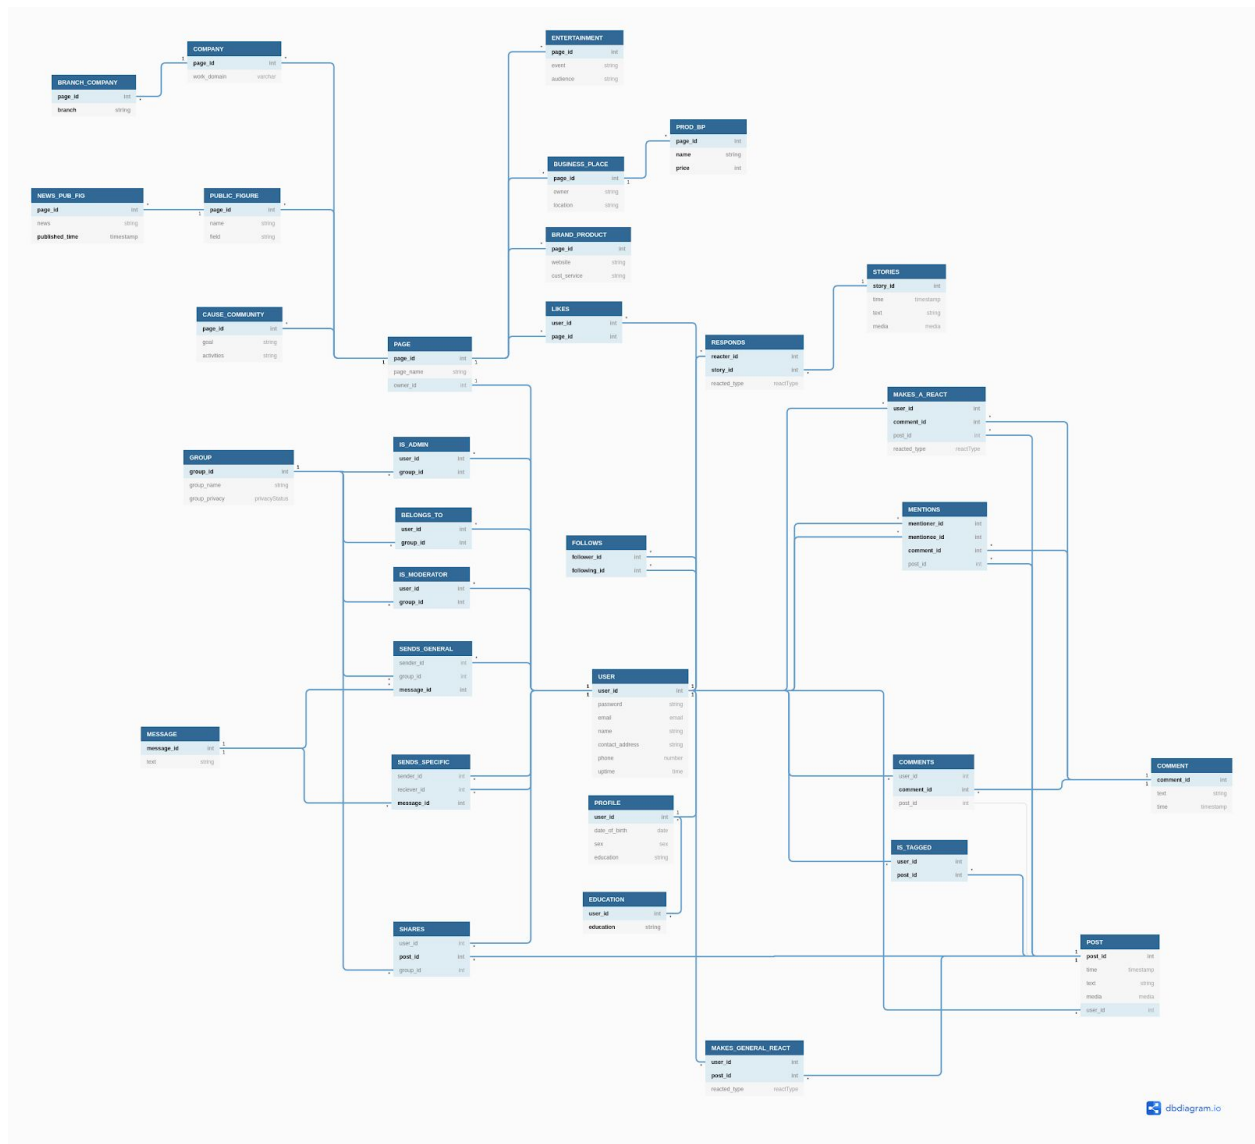 COMPANY
page_id int
work_domain varchar
BRANCH_COMPANY
page_id int
branch string
NEWS_PUB_FIG
page_id int
news string
published_time timestamp
PUBLIC_FIGURE
page_id int
name string
field string
CAUSE_COMMUNITY
page_id int
goal string
activities string
ENTERTAINMENT
page_id int
event string
audience string
PROD_BP
page_id int
name string
price int
BUSINESS_PLACE
page_id int
owner string
location string
BRAND_PRODUCT
page_id int
website string
cust_service string
LIKES
user_id int
page_id int
PAGE
page_id int
page_name string
owner_id int
STORIES
story_id int
time timestamp
text string
media media
RESPONDS
reacter_id int
story_id int
reacted_type reactType
MAKES_A_REACT
user_id int
comment_id int
post_id int
reacted_type reactType
GROUP
group_id int
group_name string
group_privacy privacyStatus
IS_ADMIN
user_id int
group_id int
BELONGS_TO
user_id int
group_id int
IS_MODERATOR
user_id int
group_id int
FOLLOWS
follower_id int
following_id int
MENTIONS
mentioner_id int
mentionee_id int
comment_id int
post_id int
SENDS_GENERAL
sender_id int
group_id int
message_id int
USER
user_id int
password string
email email
name string
contact_address string
phone number
uptime time
MESSAGE
message_id int
text string
SENDS_SPECIFIC
sender_id int
reciever_id int
message_id int
PROFILE
user_id int
date_of_birth date
sex sex
education string
EDUCATION
user_id int
education string
COMMENTS
user_id int
comment_id int
post_id int
COMMENT
comment_id int
text string
time timestamp
IS_TAGGED
user_id int
post_id int
SHARES
user_id int
post_id int
group_id int
POST
post_id int
time timestamp
text string
media media
user_id int
MAKES_GENERAL_REACT
user_id int
post_id int
reacted_type reactType
dbdiagram.io